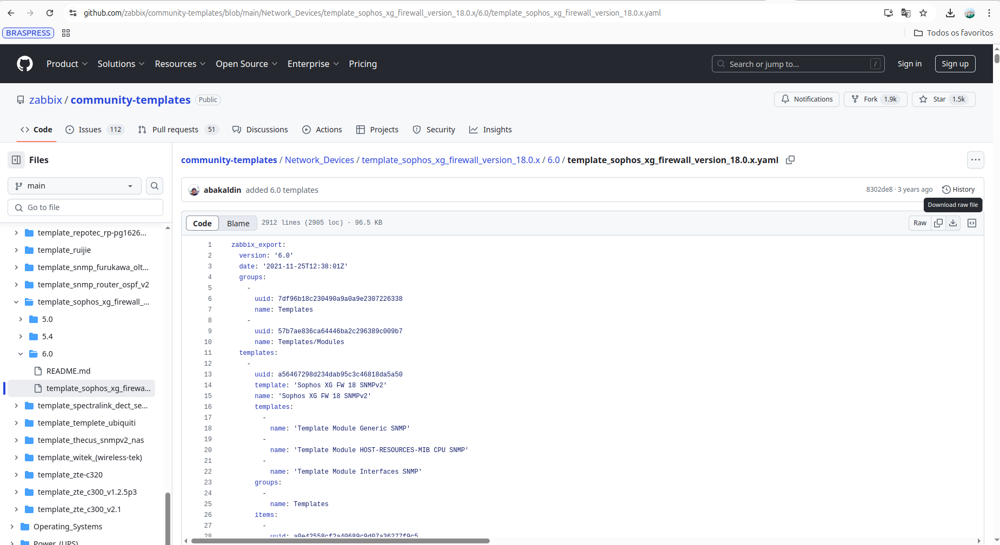 github.com/zabbix/community-templates/blob/main/Network_Devices/template_sophos_xg_firewall_version_18.0.x/6.0/template_sophos_xg_firewall_version_18.0.x.yaml
BRASPRESS
Todos os favoritos
Product Solutions Resources Open Source Enterprise Pricing
Search or jump to... /
Sign in
Sign up
zabbix / community-templates Public
Notifications
Fork 1.9k
Star 1.5k
Code Issues 112 Pull requests 51 Discussions Actions Projects Security Insights
Files
main
Go to file
template_repotec_rp-pg1626...
template_ruijie
template_snmp_furukawa_olt...
template_snmp_router_ospf_v2
template_sophos_xg_firewall_...
5.0
5.4
6.0
README.md
template_sophos_xg_firewa...
template_spectralink_dect_se...
template_templete_ubiquiti
template_thecus_snmpv2_nas
template_witek_(wireless-tek)
template_zte-c320
template_zte_c300_v1.2.5p3
template_zte_c300_v2.1
Operating_Systems
Power_(UPS)
community-templates / Network_Devices / template_sophos_xg_firewall_version_18.0.x / 6.0 / template_sophos_xg_firewall_version_18.0.x.yaml
abakaldin added 6.0 templates
8302de8 · 3 years ago History
Download raw file
Code Blame 2912 lines (2905 loc) · 96.5 KB
Raw
1 zabbix_export:
2 version: '6.0'
3 date: '2021-11-25T12:38:01Z'
4 groups:
5 -
6 uuid: 7df96b18c230490a9a0a9e2307226338
7 name: Templates
8 -
9 uuid: 57b7ae836ca64446ba2c296389c009b7
10 name: Templates/Modules
11 templates:
12 -
13 uuid: a56467298d234dab95c3c46818da5a50
14 template: 'Sophos XG FW 18 SNMPv2'
15 name: 'Sophos XG FW 18 SNMPv2'
16 templates:
17 -
18 name: 'Template Module Generic SNMP'
19 -
20 name: 'Template Module HOST-RESOURCES-MIB CPU SNMP'
21 -
22 name: 'Template Module Interfaces SNMP'
23 groups:
24 -
25 name: Templates
26 items:
27 -
28 uuid: a0e42558cf2a40689c9d07a36277f9c5